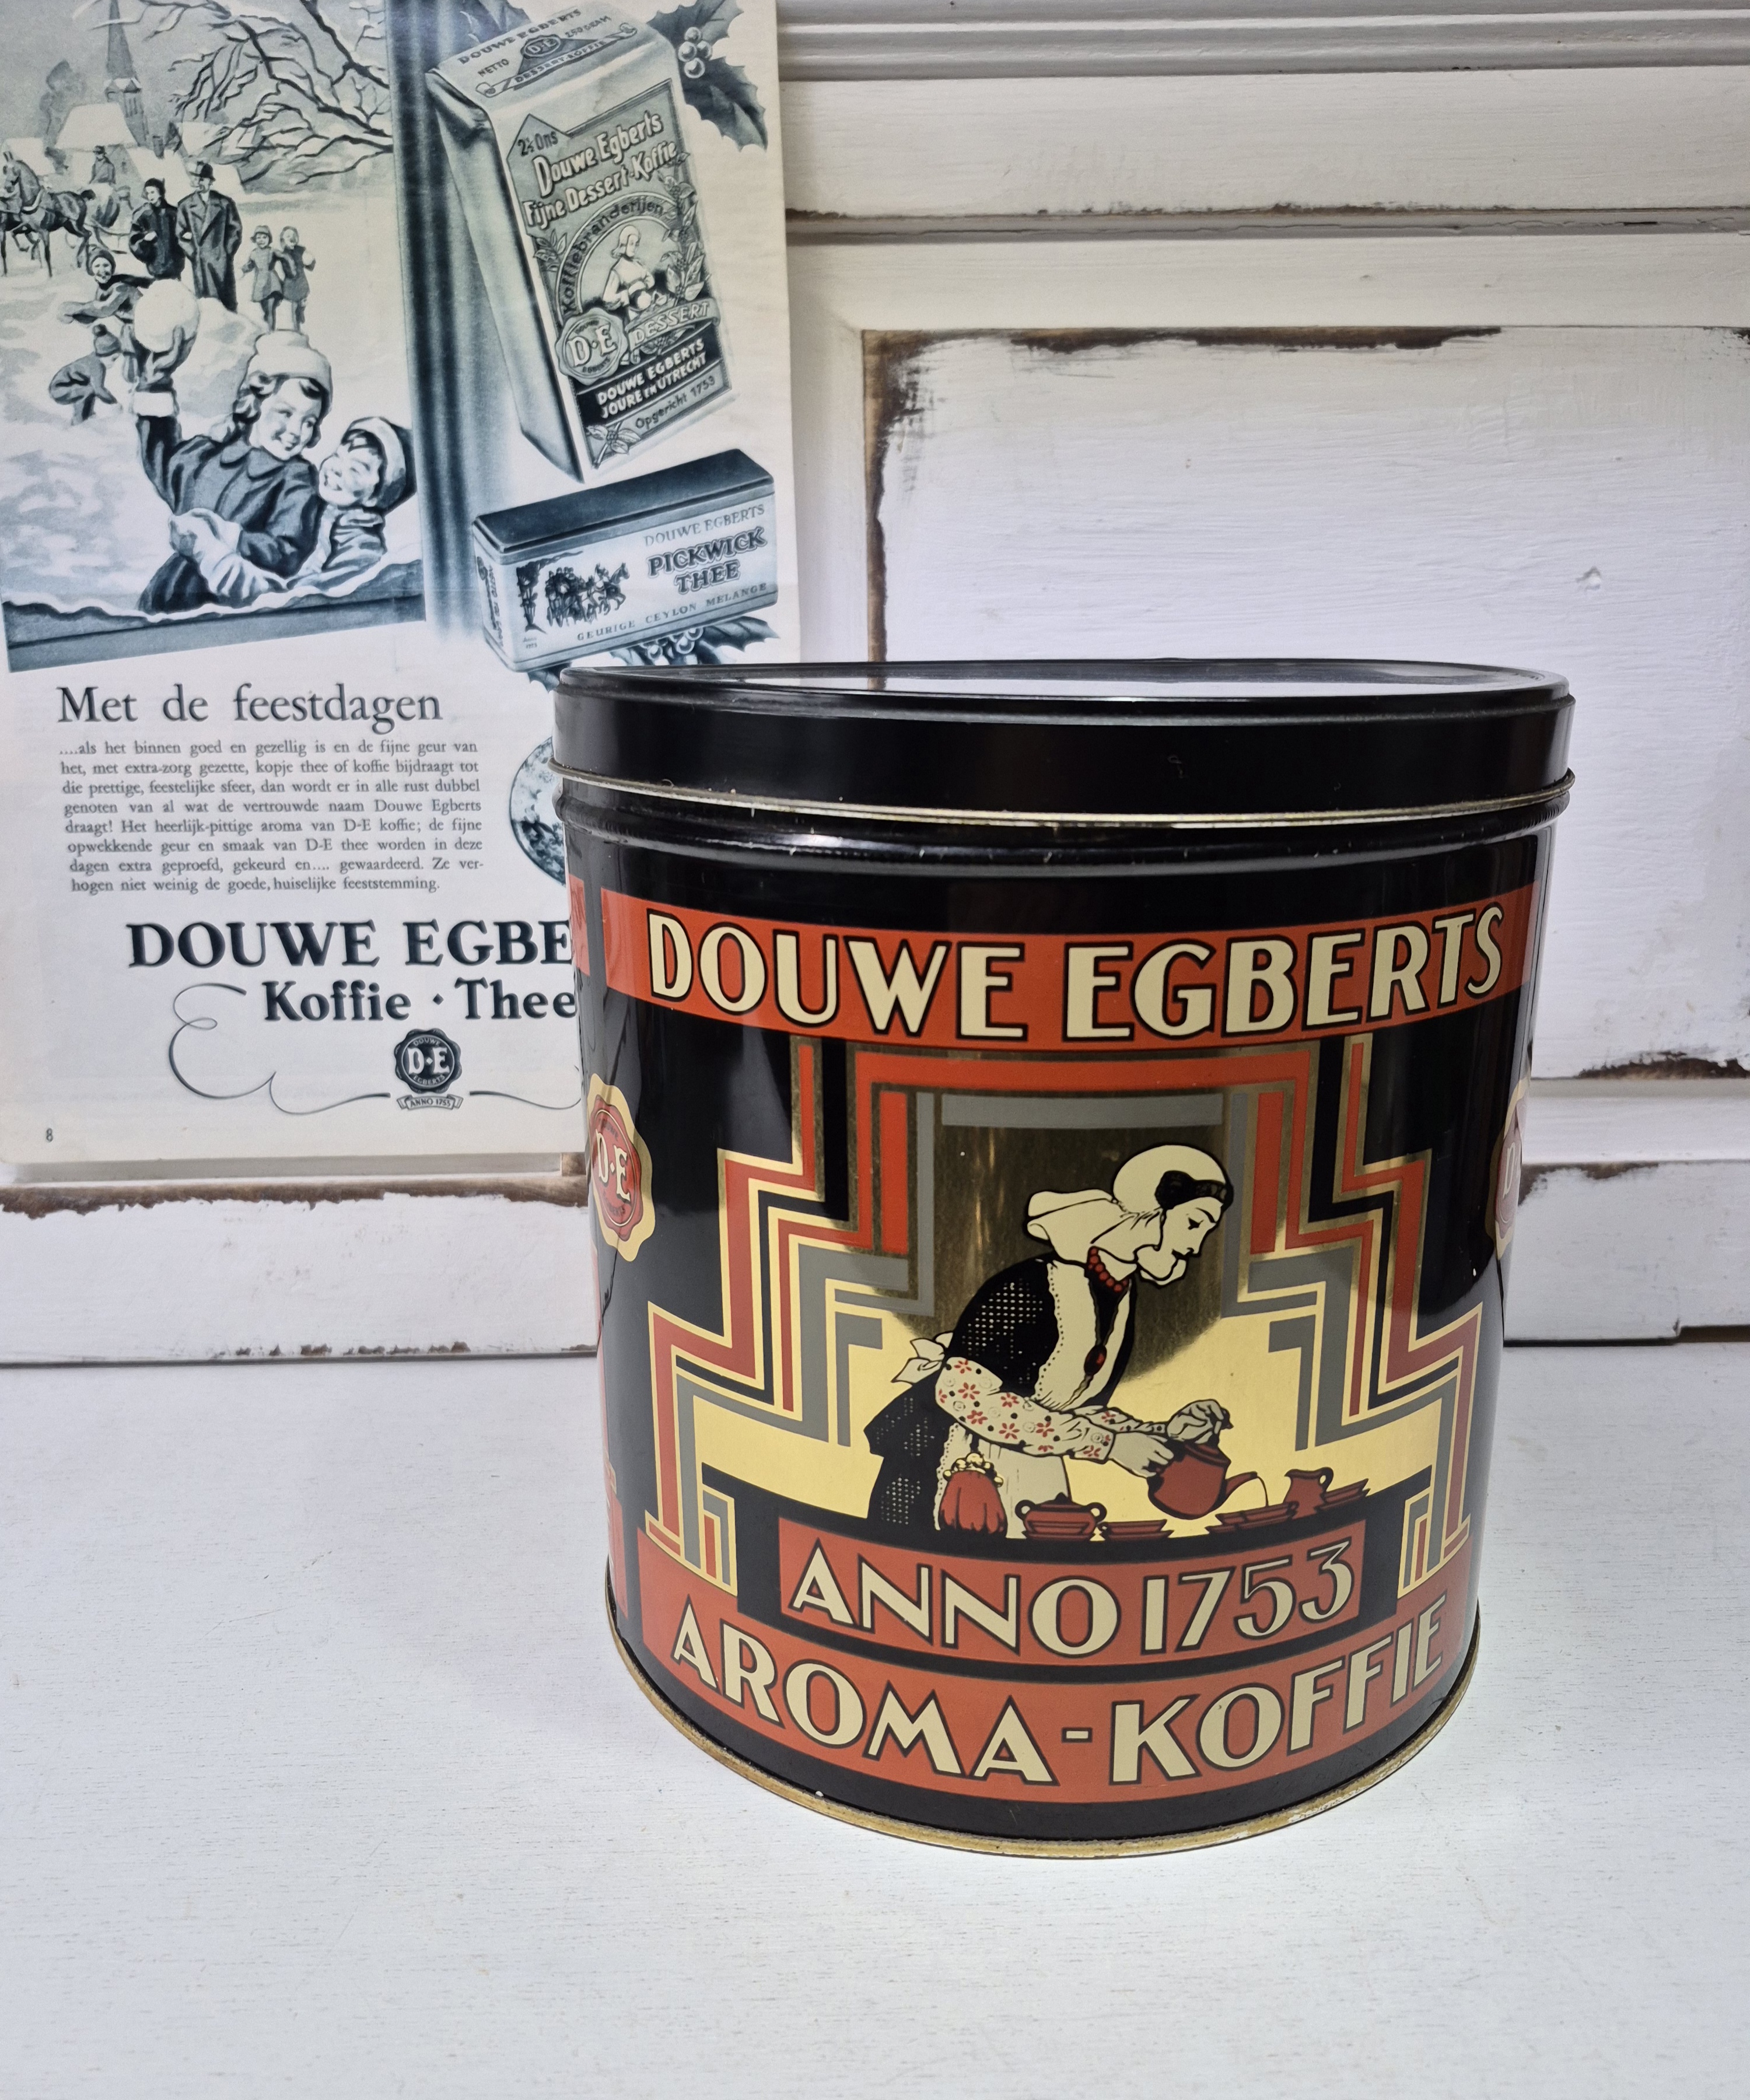 DOUWE EGBERTS
NETTO
D·E
DESSERT KOFFIE
2½ Ons
Douwe Egberts
Fijne Dessert-Koffie
Koffiebranderijen
D·E
DESSERT
DOUWE EGBERTS
JOURE EN UTRECHT
Opgericht 1753
DOUWE EGBERTS
PICKWICK
THEE
GEURIGE CEYLON MELANGE
Met de feestdagen
....als het binnen goed en gezellig is en de fijne geur van
het, met extra-zorg gezette, kopje thee of koffie bijdraagt tot
die prettige, feestelijke sfeer, dan wordt er in alle rust dubbel
genoten van al wat de vertrouwde naam Douwe Egberts
draagt! Het heerlijk-pittige aroma van D-E koffie; de fijne
opwekkende geur en smaak van D-E thee worden in deze
dagen extra geproefd, gekeurd en.... gewaardeerd. Ze ver-
hogen niet weinig de goede, huiselijke feeststemming.
DOUWE EGBE
Koffie · Thee
DOUWE
D·E
EGBERTS
ANNO 1753
8
DOUWE EGBERTS
D·E
ANNO 1753
AROMA-KOFFIE